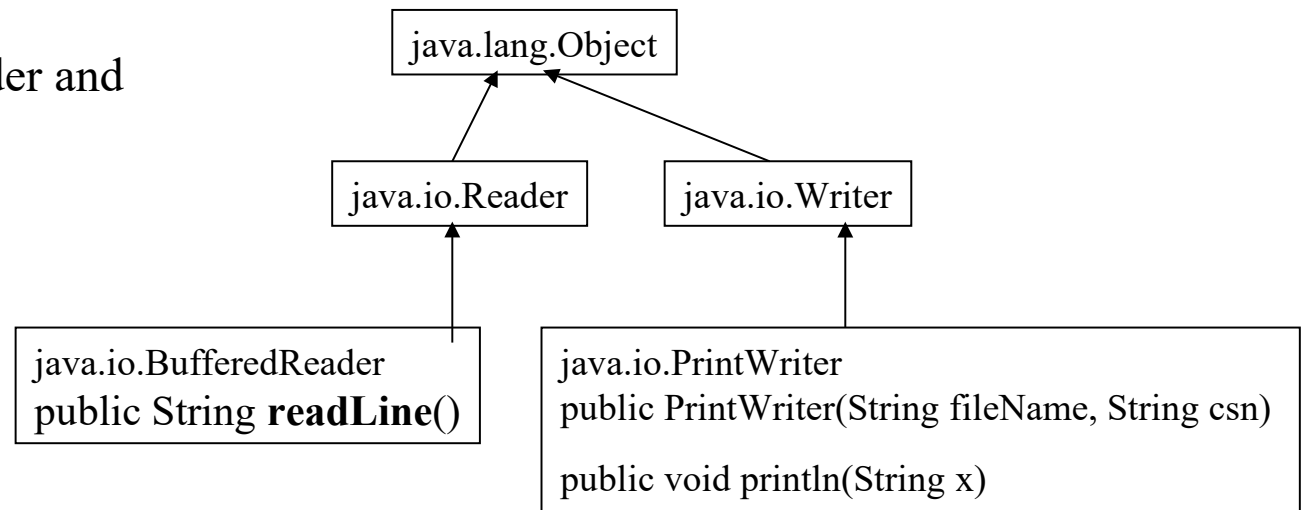 java.lang.Object
and
java.io.Reader
java.io.Writer
java.io.BufferedReader
public String readLine()
java.io.PrintWriter
public PrintWriter(String fileName, String csn)
public void println(String x)